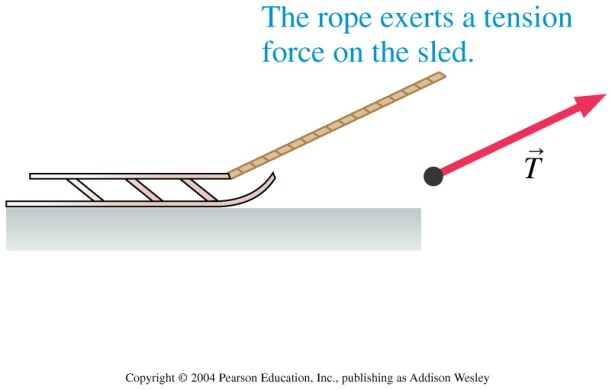 The rope exerts a tension
force on the sled.
T⃗
Copyright © 2004 Pearson Education, Inc., publishing as Addison Wesley